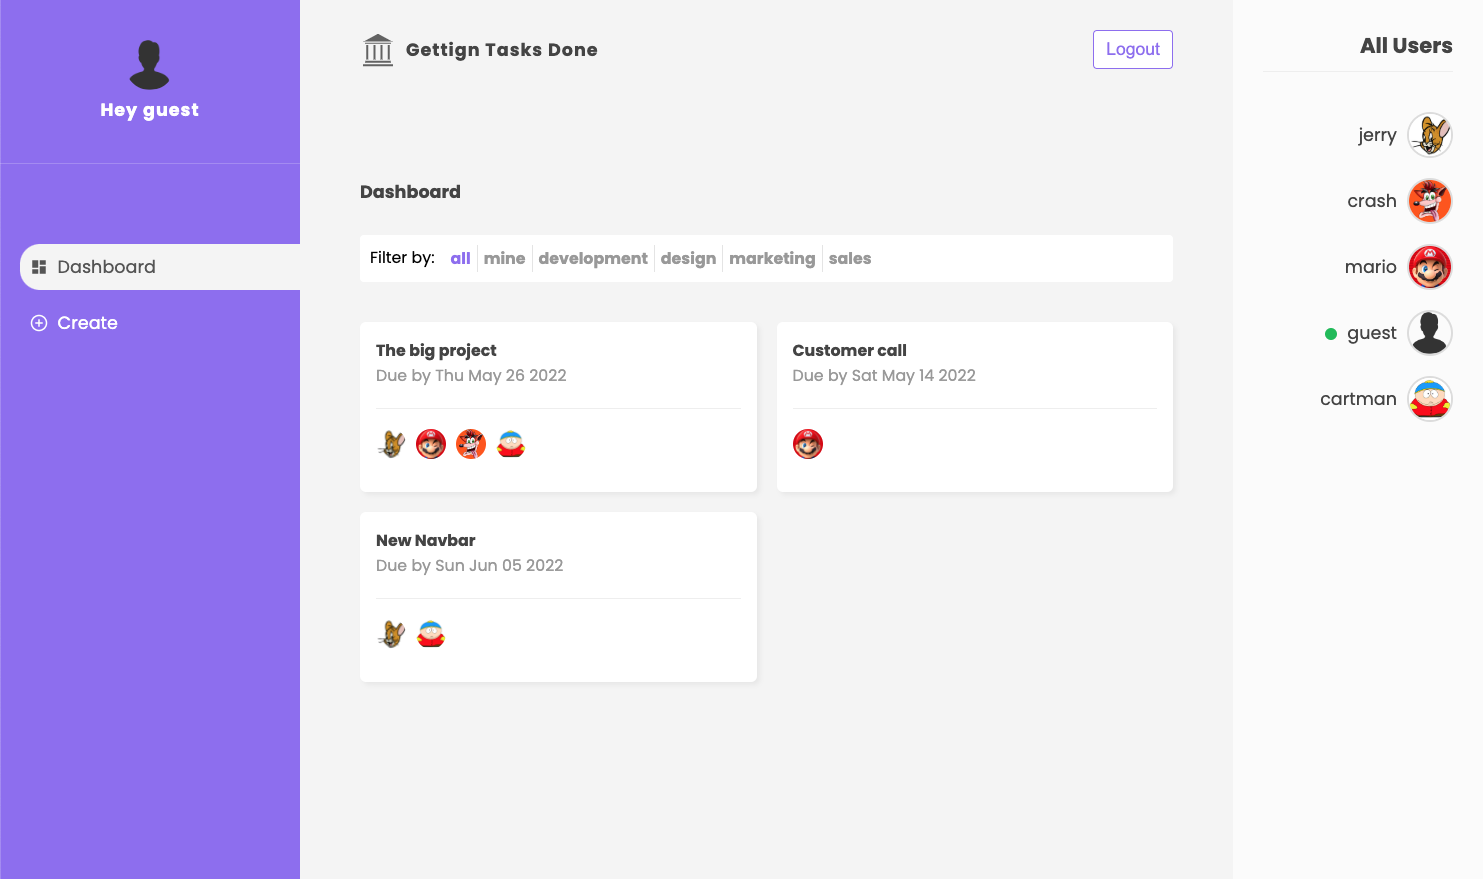 Hey guest
Dashboard
Create
Gettign Tasks Done
Logout
Dashboard
Filter by: all mine development design marketing sales
The big project
Due by Thu May 26 2022
Customer call
Due by Sat May 14 2022
New Navbar
Due by Sun Jun 05 2022
All Users
jerry
crash
mario
guest
cartman